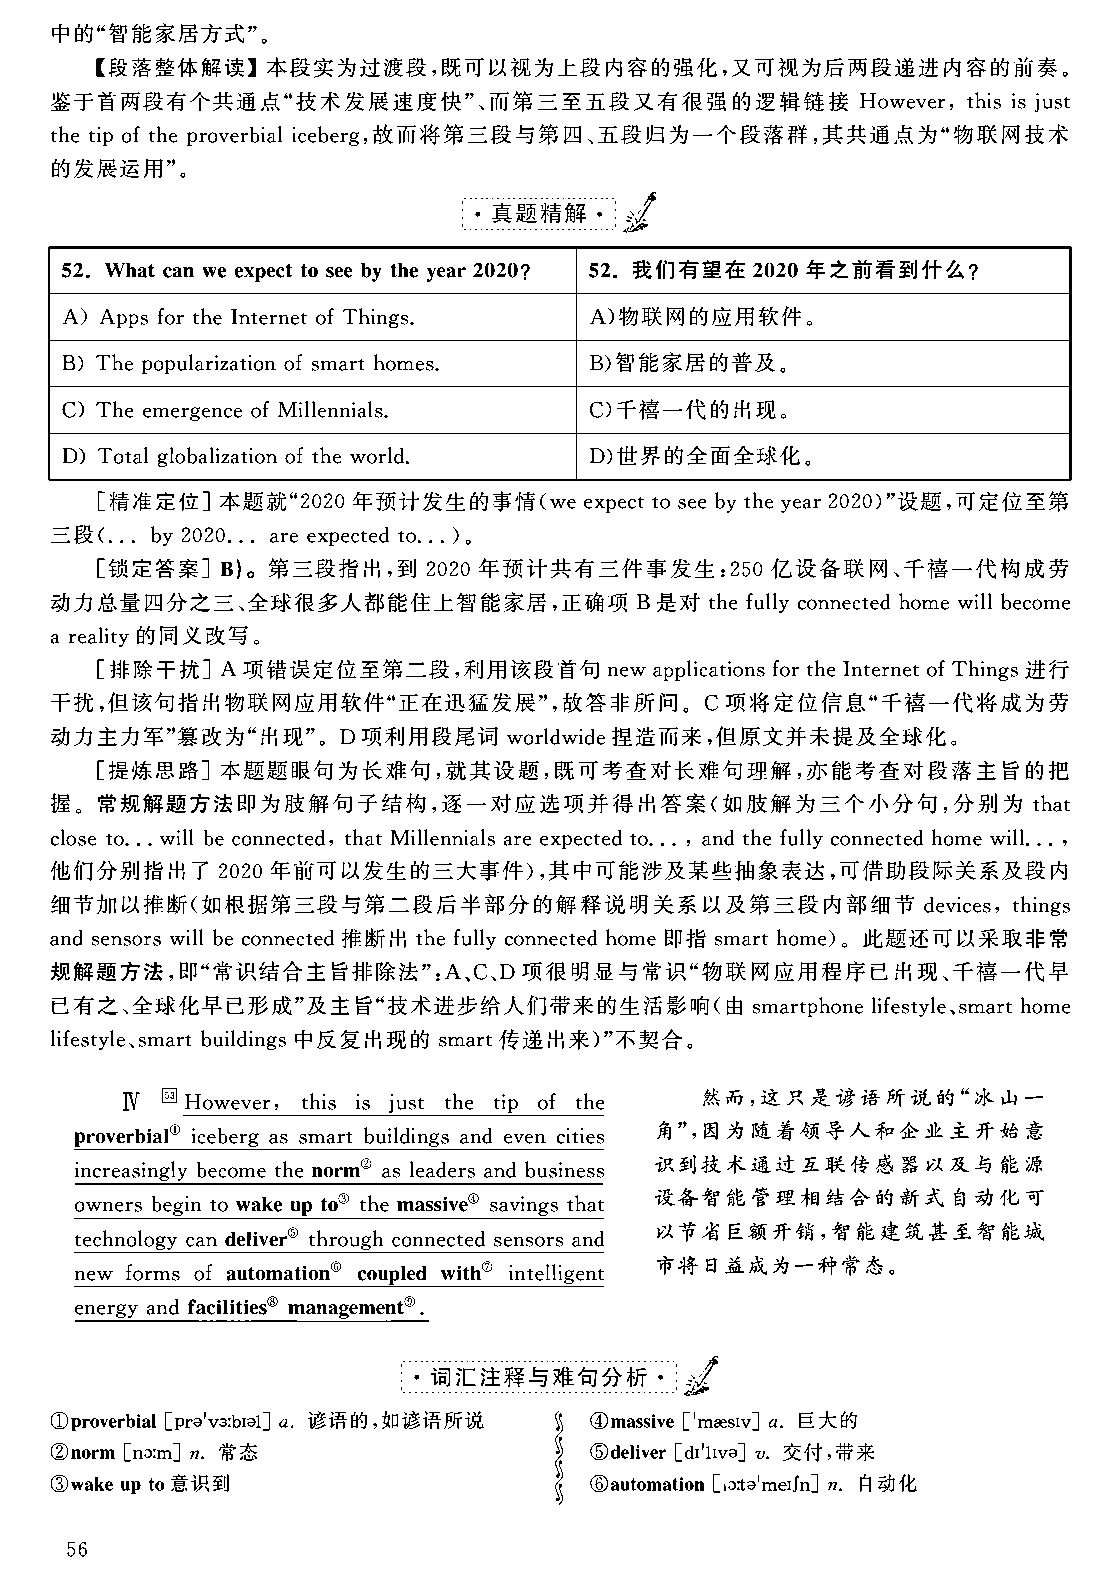 中的“智能家居方式”。
【段落整体解读】本段实为过渡段,既可以视为上段内容的强化,又可视为后两段递进内容的前奏。
鉴于首两段有个共通点“技术发展速度快”、而第三至五段又有很强的逻辑链接 However, this is just
the tip of the proverbial iceberg,故而将第三段与第四、五段归为一个段落群,其共通点为“物联网技术
的发展运用”。
·真题精解·
52. What can we expect to see by the year 2020? 52. 我们有望在 2020 年之前看到什么?
A) Apps for the Internet of Things. A)物联网的应用软件。
B) The popularization of smart homes. B)智能家居的普及。
C) The emergence of Millennials. C)千禧一代的出现。
D) Total globalization of the world. D)世界的全面全球化。
[精准定位] 本题就“2020 年预计发生的事情(we expect to see by the year 2020)”设题,可定位至第
三段(... by 2020... are expected to...)。
[锁定答案] B)。第三段指出,到 2020 年预计共有三件事发生:250 亿设备联网、千禧一代构成劳
动力总量四分之三、全球很多人都能住上智能家居,正确项 B 是对 the fully connected home will become
a reality 的同义改写。
[排除干扰] A 项错误定位至第二段,利用该段首句 new applications for the Internet of Things 进行
干扰,但该句指出物联网应用软件“正在迅猛发展”,故答非所问。C 项将定位信息“千禧一代将成为劳
动力主力军”篡改为“出现”。D 项利用段尾词 worldwide 捏造而来,但原文并未提及全球化。
[提炼思路] 本题题眼句为长难句,就其设题,既可考查对长难句理解,亦能考查对段落主旨的把
握。常规解题方法即为肢解句子结构,逐一对应选项并得出答案(如肢解为三个小分句,分别为 that
close to... will be connected, that Millennials are expected to..., and the fully connected home will...,
他们分别指出了 2020 年前可以发生的三大事件),其中可能涉及某些抽象表达,可借助段际关系及段内
细节加以推断(如根据第三段与第二段后半部分的解释说明关系以及第三段内部细节 devices, things
and sensors will be connected 推断出 the fully connected home 即指 smart home)。此题还可以采取非常
规解题方法,即“常识结合主旨排除法”:A、C、D 项很明显与常识“物联网应用程序已出现、千禧一代早
已有之、全球化早已形成”及主旨“技术进步给人们带来的生活影响(由 smartphone lifestyle、smart home
lifestyle、smart buildings 中反复出现的 smart 传递出来)”不契合。
Ⅳ 53 However, this is just the tip of the
proverbial① iceberg as smart buildings and even cities
increasingly become the norm② as leaders and business
owners begin to wake up to③ the massive④ savings that
technology can deliver⑤ through connected sensors and
new forms of automation⑥ coupled with⑦ intelligent
energy and facilities⑧ management⑨.
然而,这只是谚语所说的“冰山一
角”,因为随着领导人和企业主开始意
识到技术通过互联传感器以及与能源
设备智能管理相结合的新式自动化可
以节省巨额开销,智能建筑甚至智能城
市将日益成为一种常态。
·词汇注释与难句分析·
①proverbial [prəˈvɜːbɪəl] a. 谚语的,如谚语所说
②norm [nɔːm] n. 常态
③wake up to 意识到
④massive [ˈmæsɪv] a. 巨大的
⑤deliver [dɪˈlɪvə] v. 交付,带来
⑥automation [ˌɔːtəˈmeɪʃn] n. 自动化
56